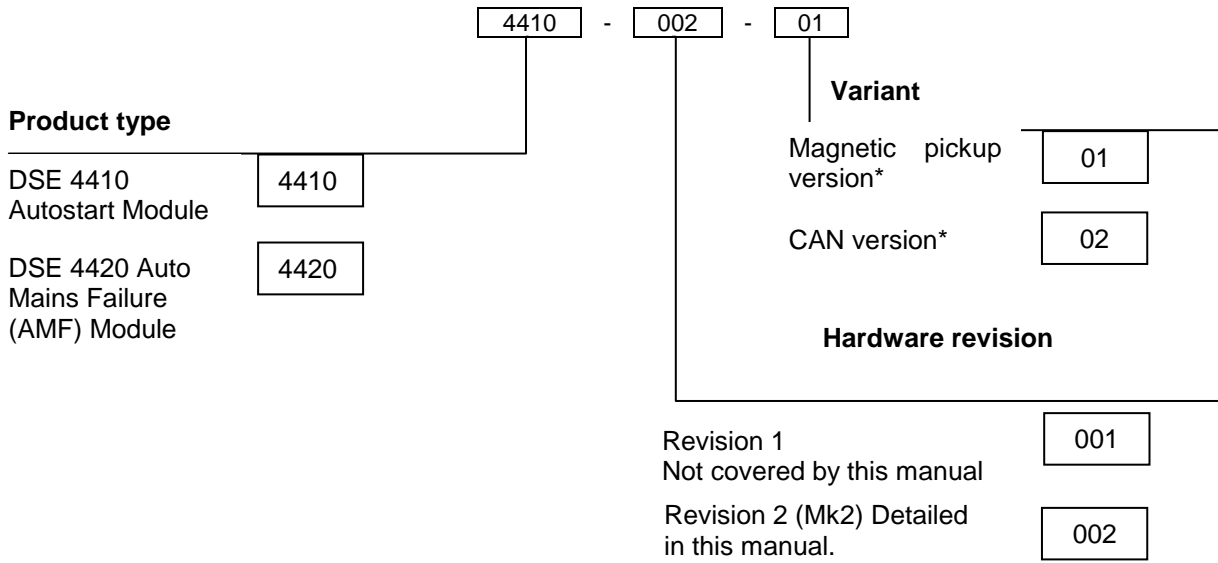 4410 - 002 - 01
Variant
Product type
Magnetic pickup
version*
01
DSE 4410
Autostart Module
4410
CAN version*
02
DSE 4420 Auto
Mains Failure
(AMF) Module
4420
Hardware revision
Revision 1
Not covered by this manual
001
Revision 2 (Mk2) Detailed
in this manual.
002